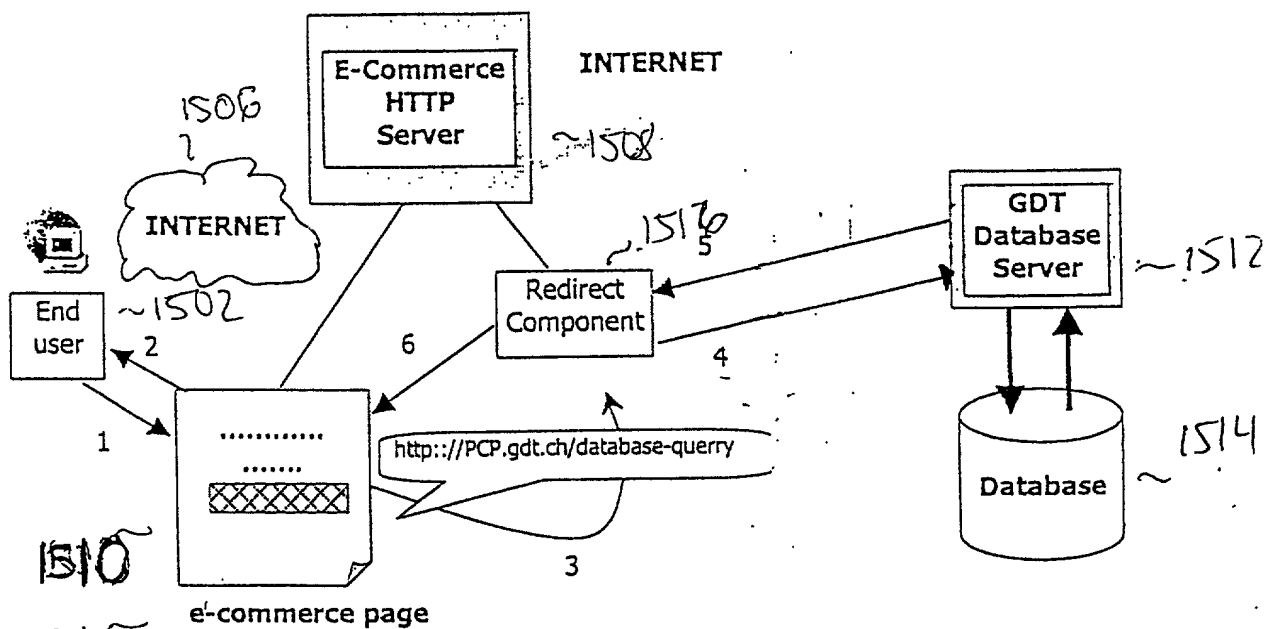 E-Commerce
HTTP
Server
INTERNET
1506
~1508
INTERNET
GDT
Database
Server
~1512
5
Redirect
Component
End
user
~1502
2
6
4
1
http:://PCP.gdt.ch/database-querry
1514
Database
1510
3
e-commerce page